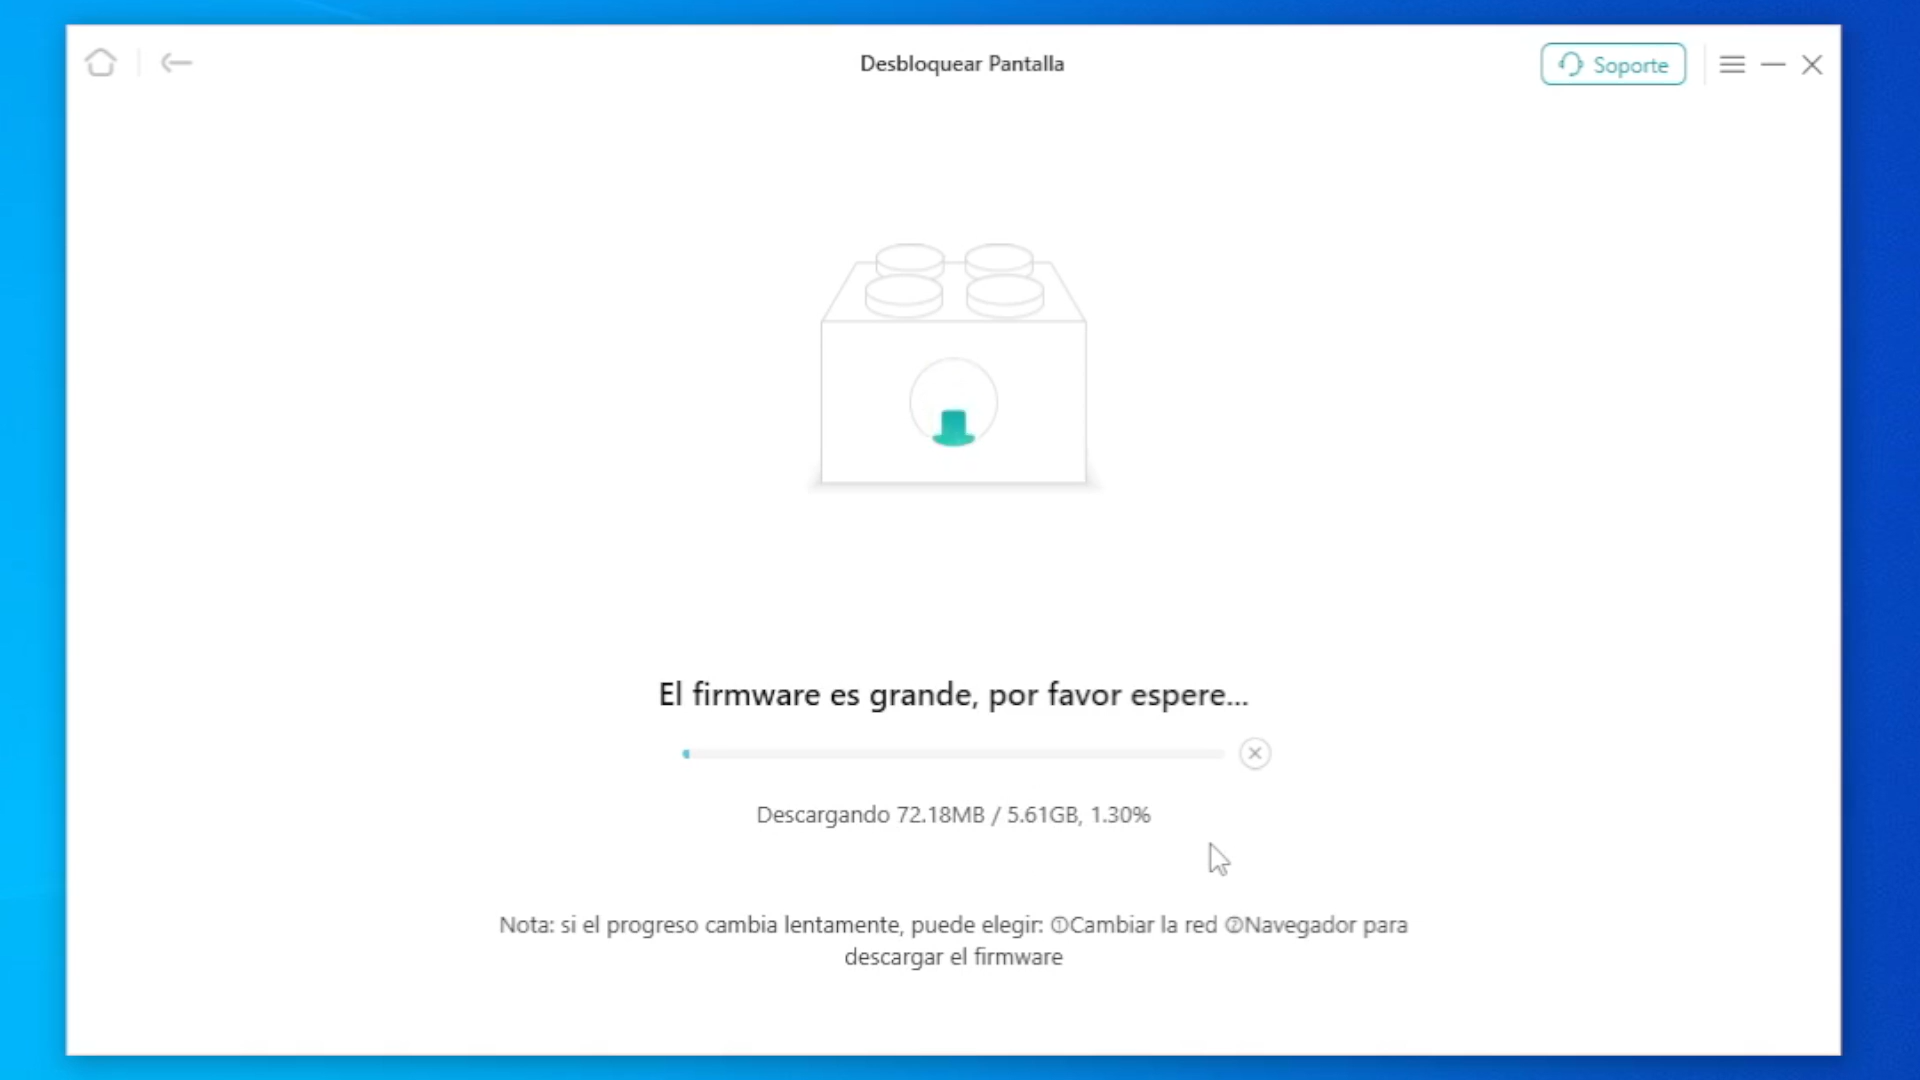 Desbloquear Pantalla
Soporte
El firmware es grande, por favor espere...
Descargando 72.18MB / 5.61GB, 1.30%
Nota: si el progreso cambia lentamente, puede elegir: ①Cambiar la red ②Navegador para
descargar el firmware